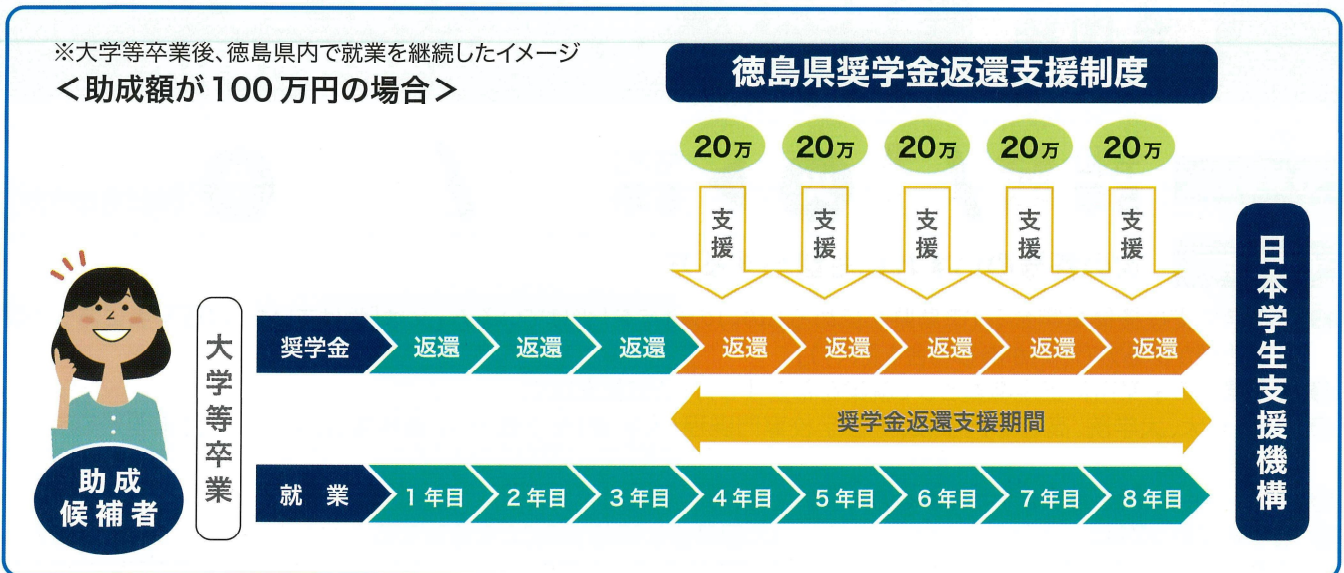 ※大学等卒業後、徳島県内で就業を継続したイメージ
＜助成額が100万円の場合＞
徳島県奨学金返還支援制度
20万 20万 20万 20万 20万
支援 支援 支援 支援 支援
日本学生支援機構
大学等卒業
奨学金 返還 返還 返還 返還 返還 返還 返還 返還
奨学金返還支援期間
助成
候補者
就業 1年目 2年目 3年目 4年目 5年目 6年目 7年目 8年目